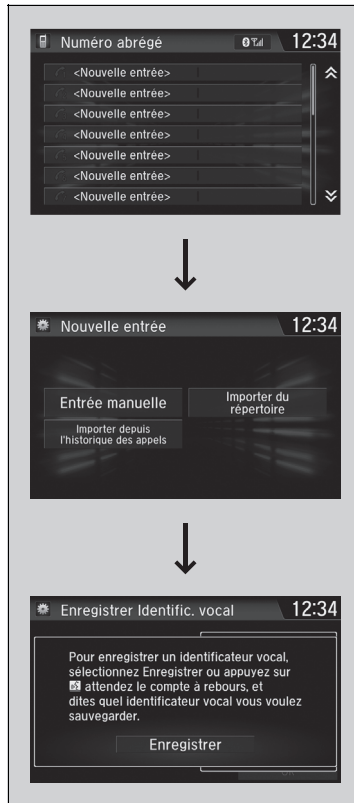 Numéro abrégé 12:34
<Nouvelle entrée>
<Nouvelle entrée>
<Nouvelle entrée>
<Nouvelle entrée>
<Nouvelle entrée>
<Nouvelle entrée>
<Nouvelle entrée>
Nouvelle entrée 12:34
Entrée manuelle
Importer du
répertoire
Importer depuis
l'historique des appels
Enregistrer Identific. vocal 12:34
Pour enregistrer un identificateur vocal,
sélectionnez Enregistrer ou appuyez sur
attendez le compte à rebours, et
dites quel identificateur vocal vous voulez
sauvegarder.
Enregistrer
OK